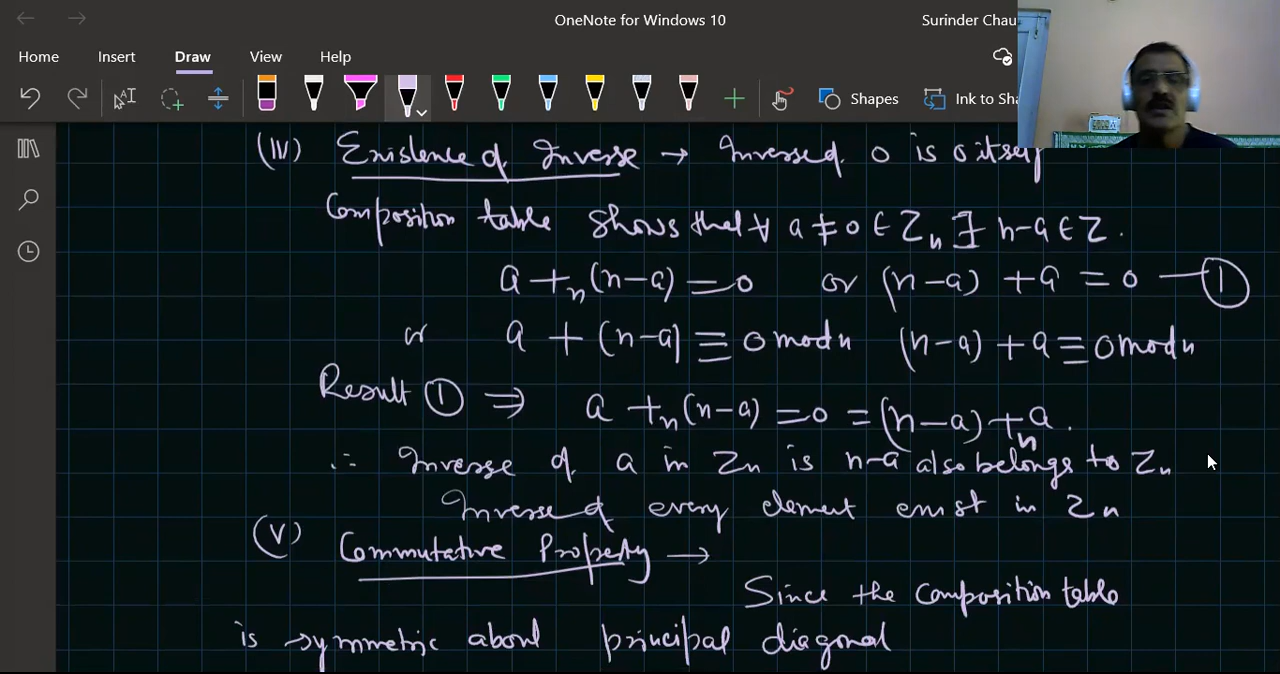 OneNote for Windows 10
Surinder Chau
Home Insert Draw View Help
Shapes Ink to Sha
(IV) Existence of Inverse → Inverse of 0 is 0 itself
Composition table shows that ∀ a ≠ 0 ∈ Zn ∃ n-a ∈ Z.
a +n (n-a) = 0 or (n-a) + a = 0 — ①
or a + (n-a) ≡ 0 mod n (n-a) + a ≡ 0 mod n
Result ① ⇒ a +n (n-a) = 0 = (n-a) +n a.
∴ Inverse of a in Zn is n-a also belongs to Zn
Inverse of every element exist in Zn
(V) Commutative Property →
Since the composition table
is symmetric about principal diagonal